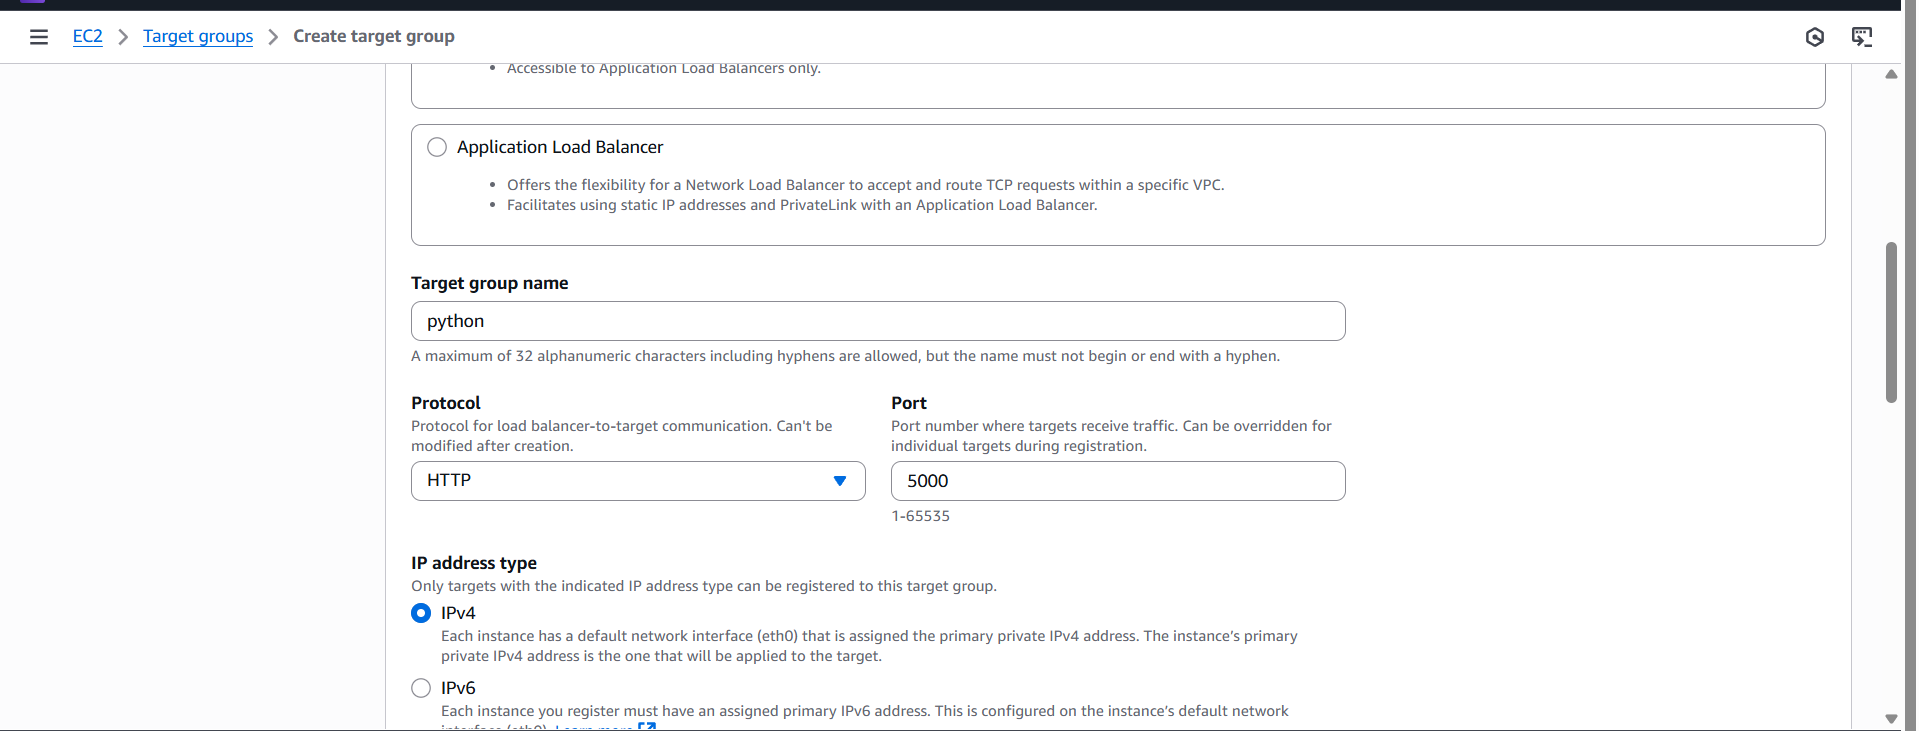 EC2 > Target groups > Create target group
Accessible to Application Load Balancers only.
Application Load Balancer
Offers the flexibility for a Network Load Balancer to accept and route TCP requests within a specific VPC.
Facilitates using static IP addresses and PrivateLink with an Application Load Balancer.
Target group name
python
A maximum of 32 alphanumeric characters including hyphens are allowed, but the name must not begin or end with a hyphen.
Protocol
Protocol for load balancer-to-target communication. Can't be
modified after creation.
HTTP
Port
Port number where targets receive traffic. Can be overridden for
individual targets during registration.
5000
1-65535
IP address type
Only targets with the indicated IP address type can be registered to this target group.
IPv4
Each instance has a default network interface (eth0) that is assigned the primary private IPv4 address. The instance’s primary
private IPv4 address is the one that will be applied to the target.
IPv6
Each instance you register must have an assigned primary IPv6 address. This is configured on the instance’s default network
interface (eth0). Learn more